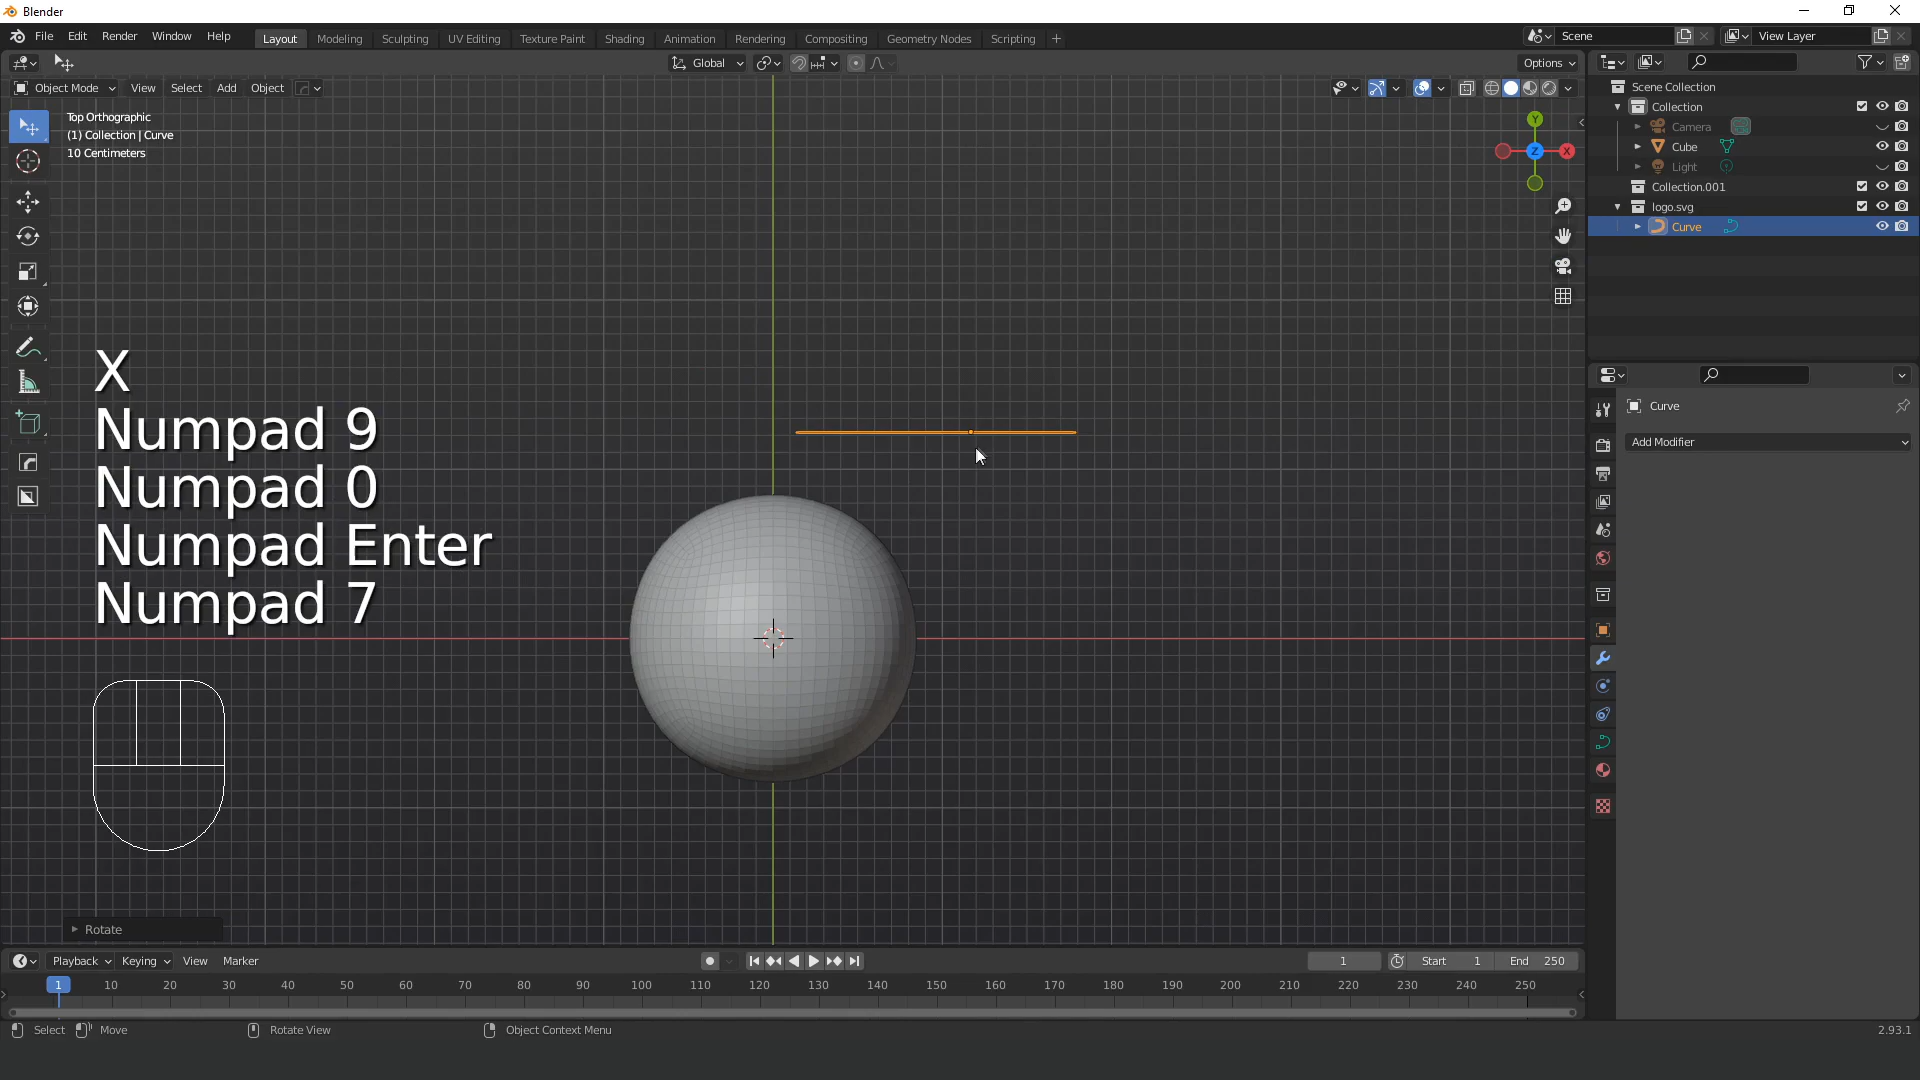 Blender
File Edit Render Window Help
Layout Modeling Sculpting UV Editing Texture Paint Shading Animation Rendering Compositing Geometry Nodes Scripting +
Scene
View Layer
Global
Options
Object Mode View Select Add Object
Top Orthographic
(1) Collection | Curve
10 Centimeters
Y
Z
X
Scene Collection
Collection
Camera
Cube
Light
Collection.001
logo.svg
Curve
Curve
Add Modifier
X
Numpad 9
Numpad 0
Numpad Enter
Numpad 7
Rotate
Playback Keying View Marker
1
Start 1
End 250
1 10 20 30 40 50 60 70 80 90 100 110 120 130 140 150 160 170 180 190 200 210 220 230 240 250
Select Move Rotate View Object Context Menu
2.93.1